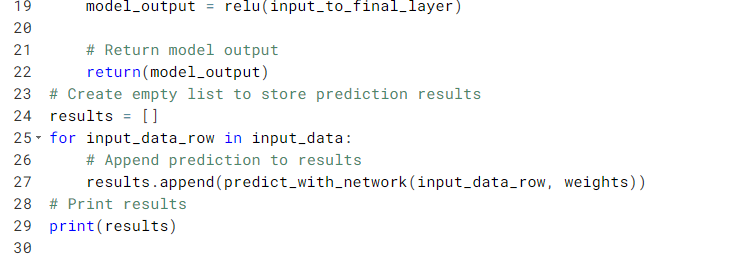 19 model_output = relu(input_to_final_layer)
20
21 # Return model output
22 return(model_output)
23 # Create empty list to store prediction results
24 results = []
25 for input_data_row in input_data:
26 # Append prediction to results
27 results.append(predict_with_network(input_data_row, weights))
28 # Print results
29 print(results)
30